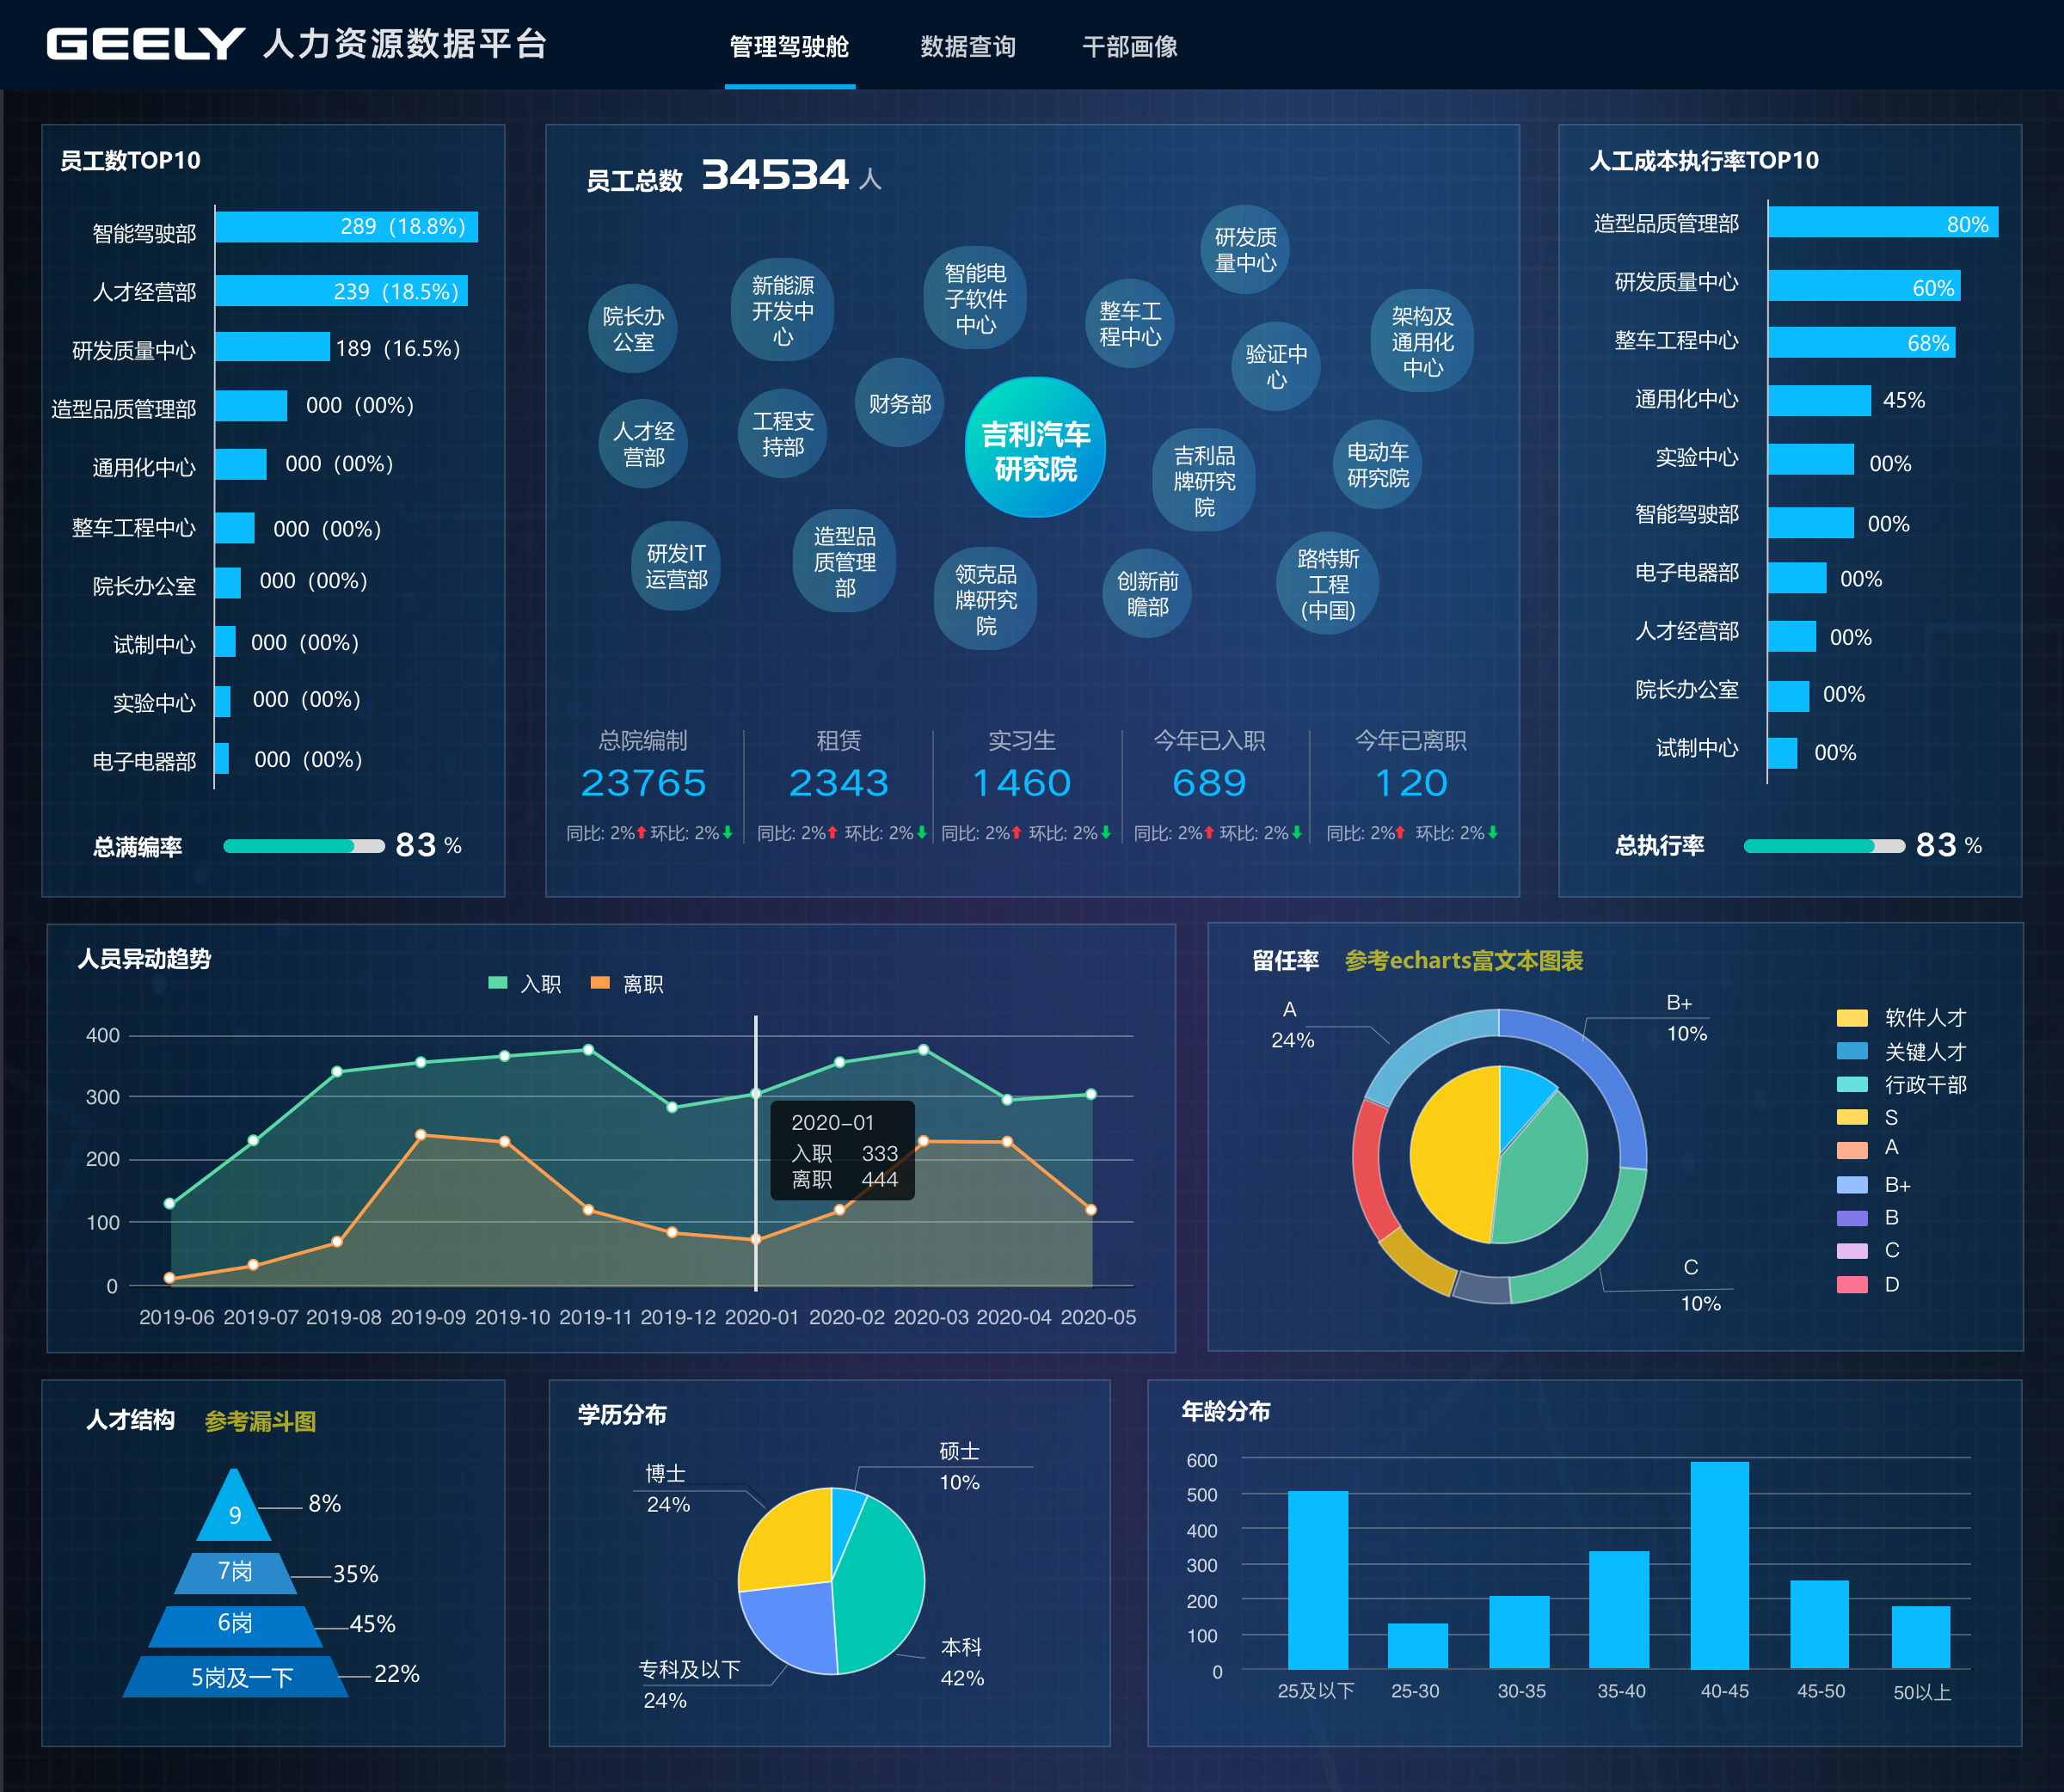 GEELY 人力资源数据平台
管理驾驶舱
数据查询
干部画像
员工数TOP10
智能驾驶部 289（18.8%）
人才经营部 239（18.5%）
研发质量中心 189（16.5%）
造型品质管理部 000（00%）
通用化中心 000（00%）
整车工程中心 000（00%）
院长办公室 000（00%）
试制中心 000（00%）
实验中心 000（00%）
电子电器部 000（00%）
总满编率 83 %
员工总数 34534 人
研发质
量中心
智能电
子软件
中心
新能源
开发中
心
院长办
公室
整车工
程中心
架构及
通用化
中心
验证中
心
财务部
工程支
持部
人才经
营部
吉利汽车
研究院
吉利品
牌研究
院
电动车
研究院
研发IT
运营部
造型品
质管理
部
领克品
牌研究
院
创新前
瞻部
路特斯
工程
(中国)
总院编制
23765
同比: 2% 环比: 2%
租赁
2343
同比: 2% 环比: 2%
实习生
1460
同比: 2% 环比: 2%
今年已入职
689
同比: 2% 环比: 2%
今年已离职
120
同比: 2% 环比: 2%
人工成本执行率TOP10
造型品质管理部 80%
研发质量中心 60%
整车工程中心 68%
通用化中心 45%
实验中心 00%
智能驾驶部 00%
电子电器部 00%
人才经营部 00%
院长办公室 00%
试制中心 00%
总执行率 83 %
人员异动趋势
入职 离职
400
300
200
100
0
2020-01
入职 333
离职 444
2019-06 2019-07 2019-08 2019-09 2019-10 2019-11 2019-12 2020-01 2020-02 2020-03 2020-04 2020-05
留任率 参考echarts富文本图表
A
24%
B+
10%
C
10%
软件人才
关键人才
行政干部
S
A
B+
B
C
D
人才结构 参考漏斗图
9 8%
7岗 35%
6岗 45%
5岗及一下 22%
学历分布
博士
24%
硕士
10%
本科
42%
专科及以下
24%
年龄分布
600
500
400
300
200
100
0
25及以下 25-30 30-35 35-40 40-45 45-50 50以上